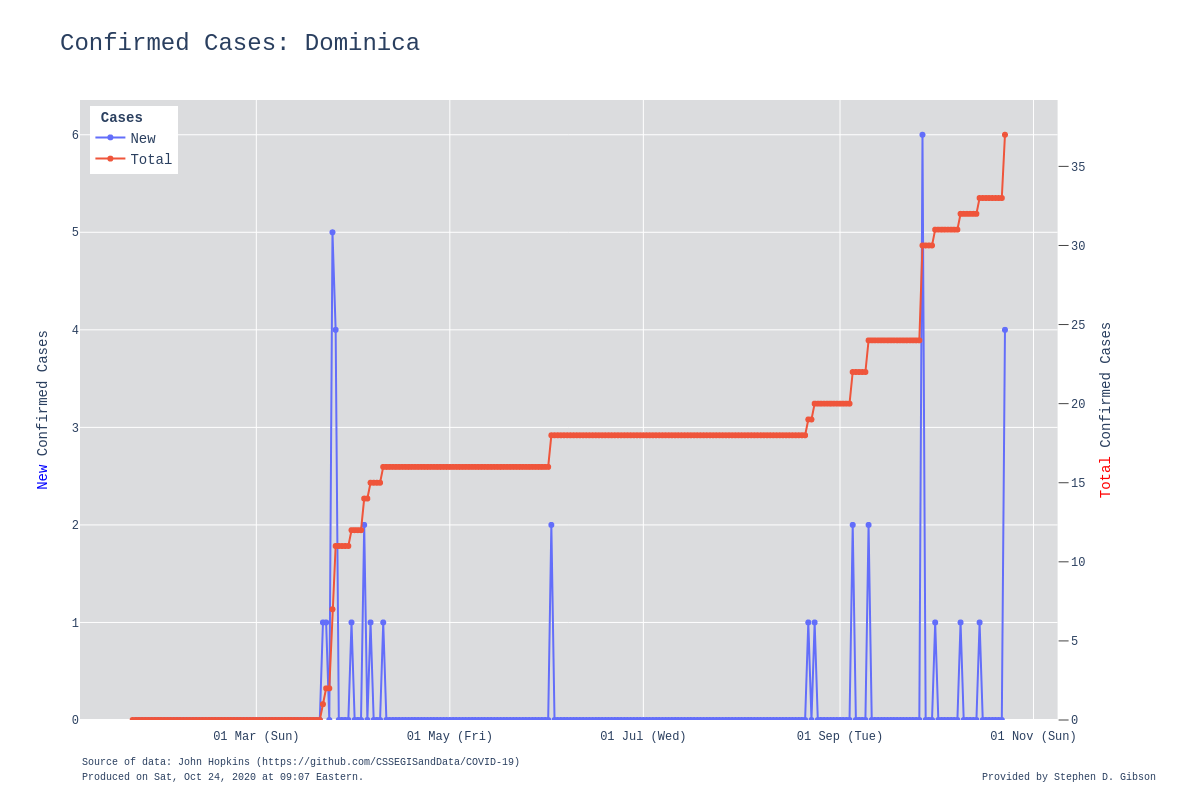 Confirmed Cases: Dominica
Cases
New
Total
6
5
4
3
2
1
0
New Confirmed Cases
35
30
25
20
15
10
5
0
Total Confirmed Cases
01 Mar (Sun)
01 May (Fri)
01 Jul (Wed)
01 Sep (Tue)
01 Nov (Sun)
Source of data: John Hopkins (https://github.com/CSSEGISandData/COVID-19)
Produced on Sat, Oct 24, 2020 at 09:07 Eastern.
Provided by Stephen D. Gibson